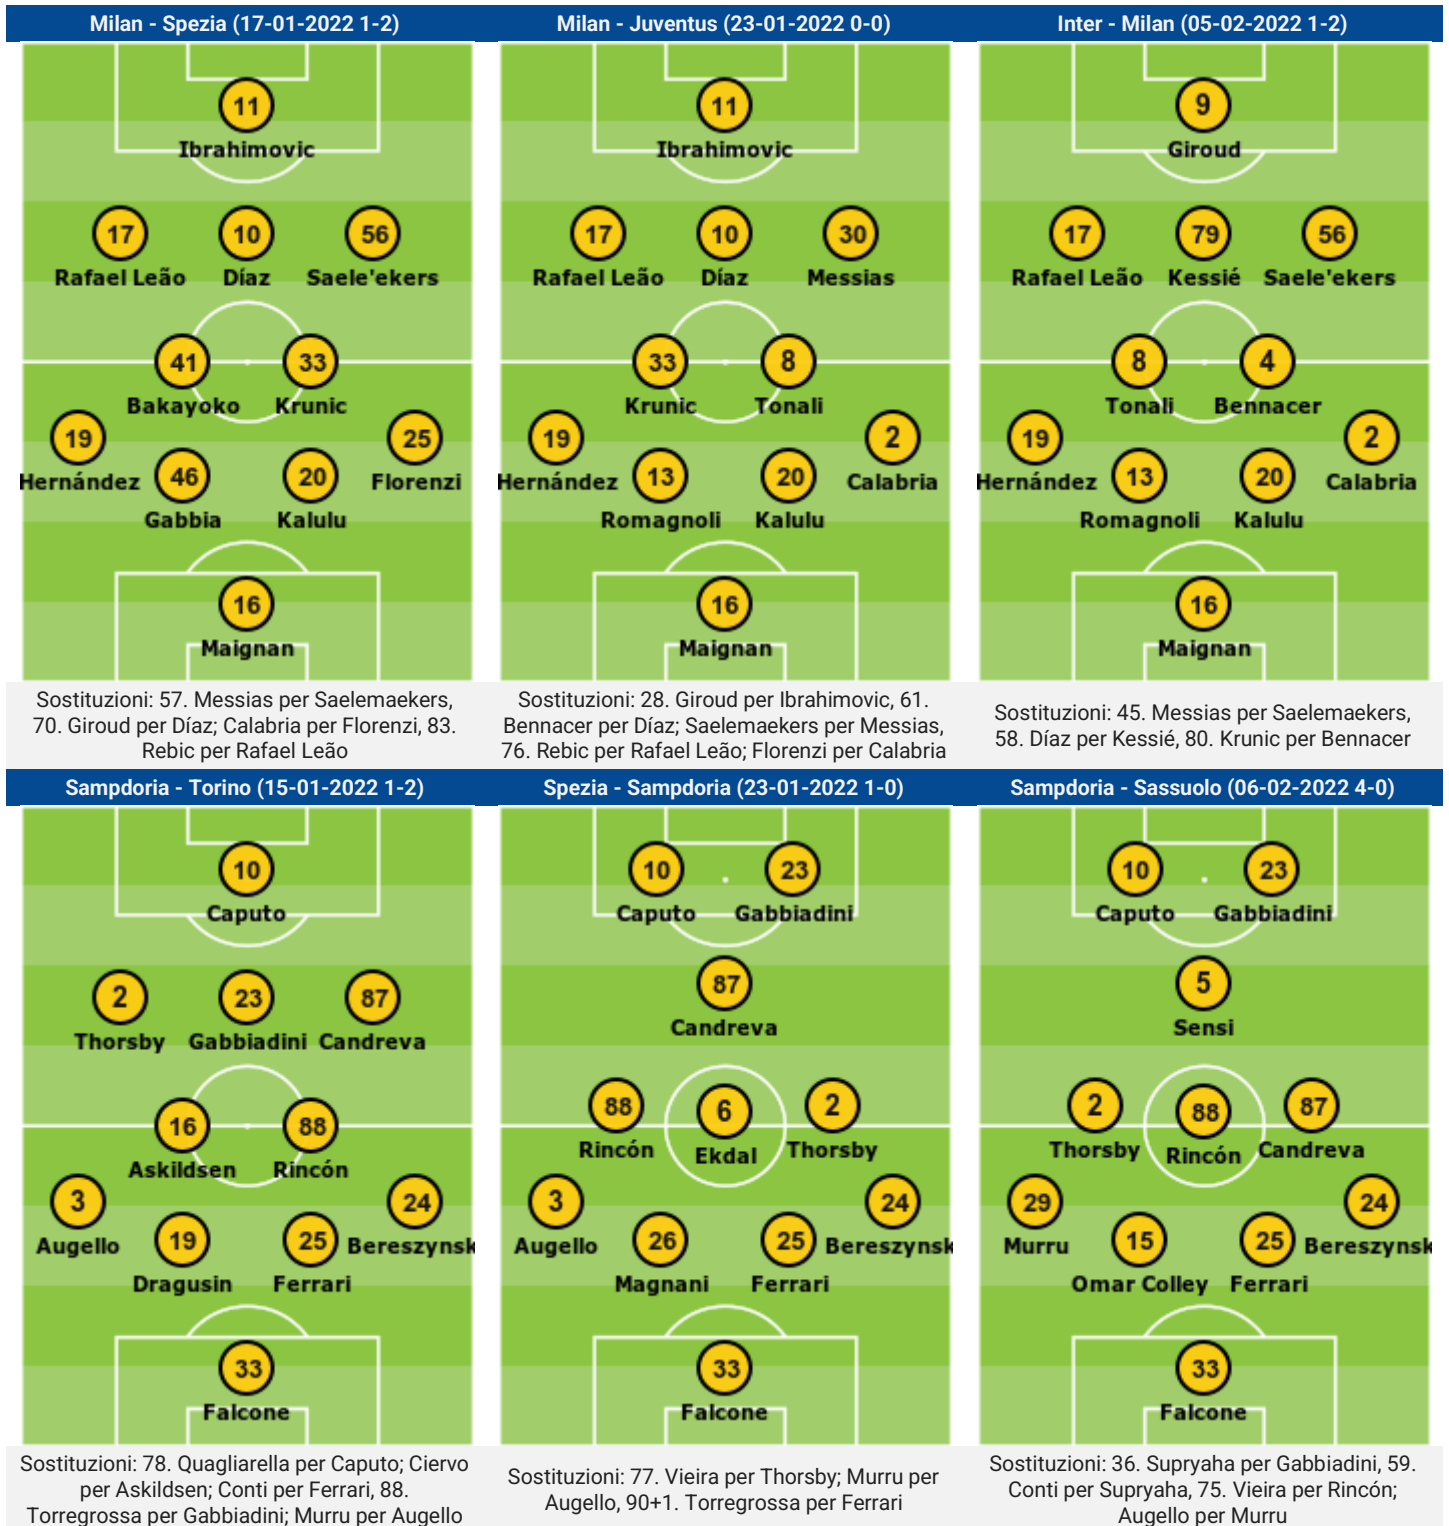 Milan - Spezia (17-01-2022 1-2)
11
Ibrahimovic
17 10 56
Rafael Leão Díaz Saele'ekers
41 33
Bakayoko Krunic
19 25
46 20
Hernández Florenzi
Gabbia Kalulu
16
Maignan
Sostituzioni: 57. Messias per Saelemaekers,
70. Giroud per Díaz; Calabria per Florenzi, 83.
Rebic per Rafael Leão
Milan - Juventus (23-01-2022 0-0)
11
Ibrahimovic
17 10 30
Rafael Leão Díaz Messias
33 8
Krunic Tonali
19 2
13 20
Hernández Calabria
Romagnoli Kalulu
16
Maignan
Sostituzioni: 28. Giroud per Ibrahimovic, 61.
Bennacer per Díaz; Saelemaekers per Messias,
76. Rebic per Rafael Leão; Florenzi per Calabria
Inter - Milan (05-02-2022 1-2)
9
Giroud
17 79 56
Rafael Leão Kessié Saele'ekers
8 4
Tonali Bennacer
19 2
13 20
Hernández Calabria
Romagnoli Kalulu
16
Maignan
Sostituzioni: 45. Messias per Saelemaekers,
58. Díaz per Kessié, 80. Krunic per Bennacer
Sampdoria - Torino (15-01-2022 1-2)
10
Caputo
2 23 87
Thorsby Gabbiadini Candreva
16 88
Askildsen Rincón
3 24
19 25
Augello Bereszynsk
Dragusin Ferrari
33
Falcone
Sostituzioni: 78. Quagliarella per Caputo; Ciervo
per Askildsen; Conti per Ferrari, 88.
Torregrossa per Gabbiadini; Murru per Augello
Spezia - Sampdoria (23-01-2022 1-0)
10 23
Caputo Gabbiadini
87
Candreva
88 6 2
Rincón Ekdal Thorsby
3 24
26 25
Augello Bereszynsk
Magnani Ferrari
33
Falcone
Sostituzioni: 77. Vieira per Thorsby; Murru per
Augello, 90+1. Torregrossa per Ferrari
Sampdoria - Sassuolo (06-02-2022 4-0)
10 23
Caputo Gabbiadini
5
Sensi
2 88 87
Thorsby Rincón Candreva
29 24
15 25
Murru Bereszynsk
Omar Colley Ferrari
33
Falcone
Sostituzioni: 36. Supryaha per Gabbiadini, 59.
Conti per Supryaha, 75. Vieira per Rincón;
Augello per Murru